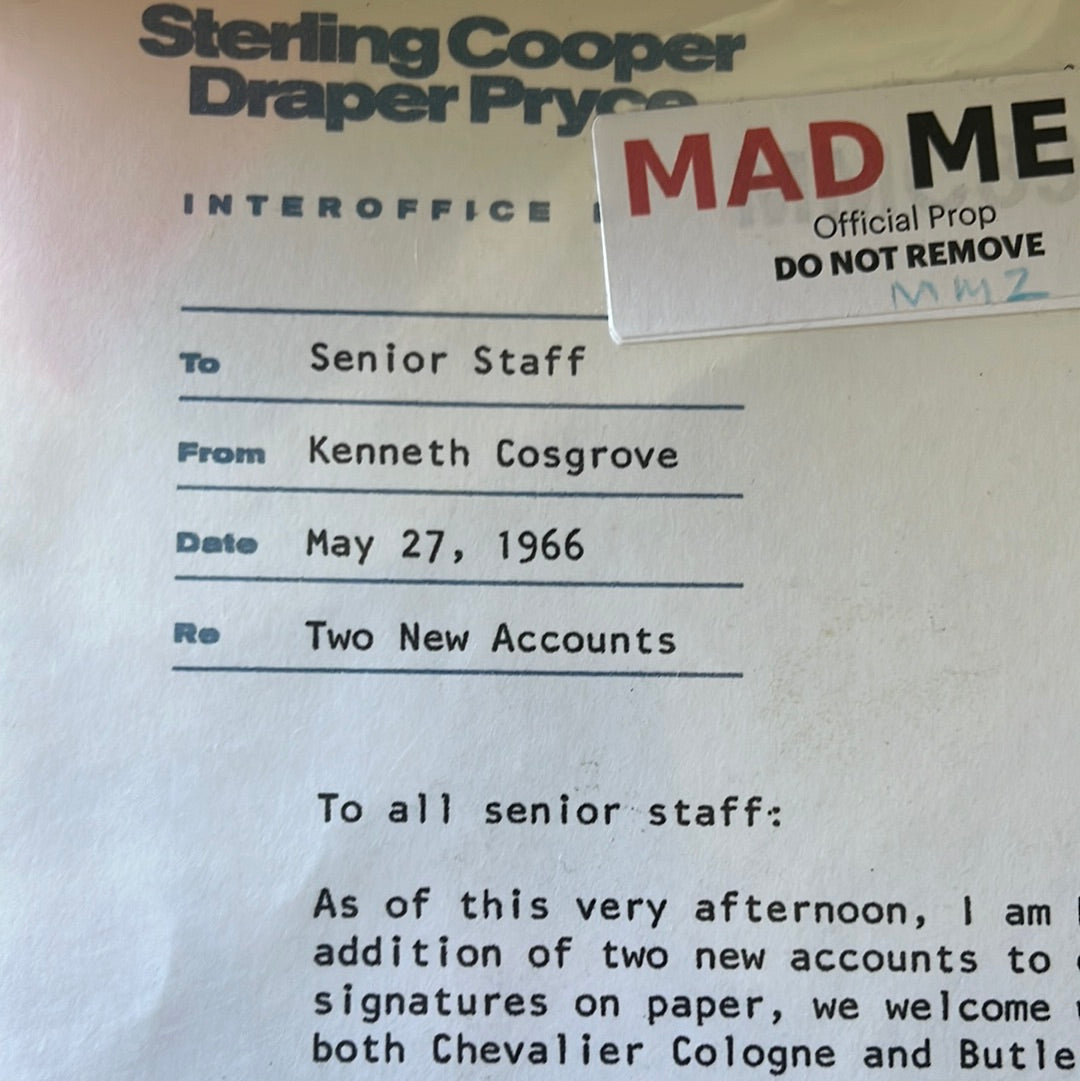 Sterling Cooper
Draper Pryce
INTEROFFICE
MAD ME
Official Prop
DO NOT REMOVE
MMZ
To Senior Staff
From Kenneth Cosgrove
Date May 27, 1966
Re Two New Accounts
To all senior staff:
As of this very afternoon, I am
addition of two new accounts to
signatures on paper, we welcome
both Chevalier Cologne and Butle